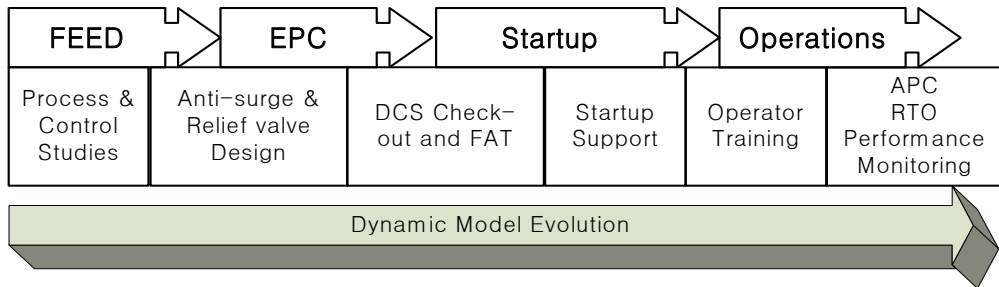 FEED
EPC
Startup
Operations
Process &
Control
Studies
Anti-surge &
Relief valve
Design
DCS Check-
out and FAT
Startup
Support
Operator
Training
APC
RTO
Performance
Monitoring
Dynamic Model Evolution